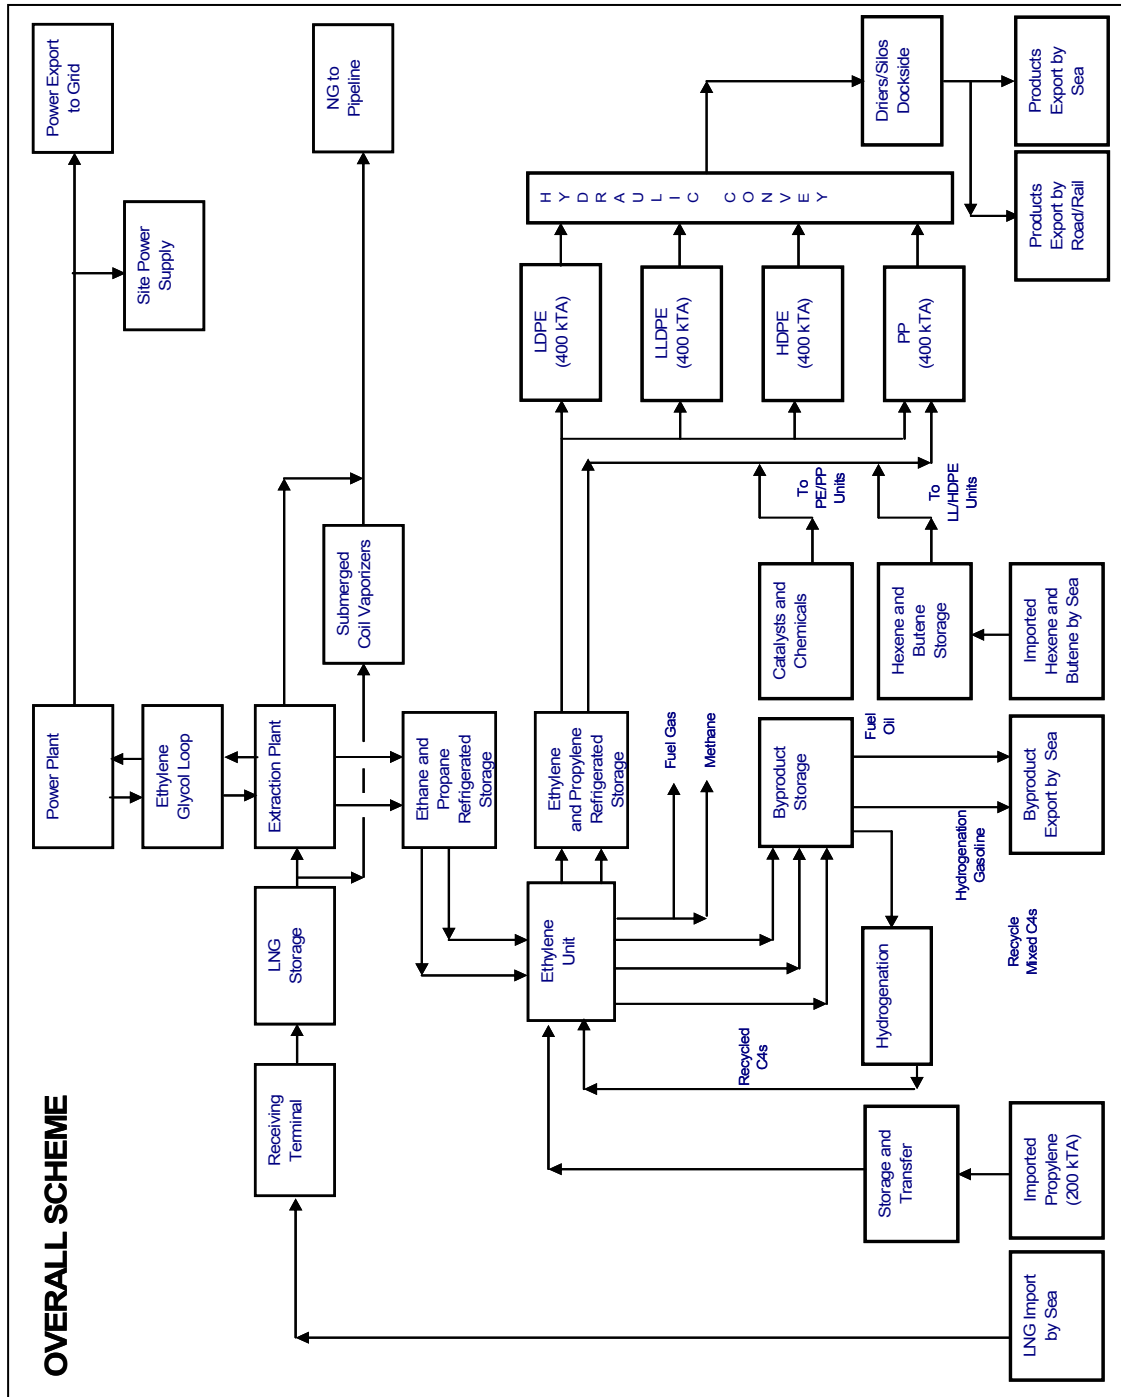 OVERALL SCHEME
Power Plant
Power Export
to Grid
Site Power
Supply
Ethylene
Glycol Loop
NG to
Pipeline
Receiving
Terminal
LNG
Storage
Extraction Plant
Submerged
Coil Vaporizers
Ethane and
Propane
Refrigerated
Storage
Ethylene
Unit
Ethylene
and Propylene
Refrigerated
Storage
LDPE
(400 kTA)
LLDPE
(400 kTA)
HDPE
(400 kTA)
PP
(400 kTA)
HYDRAULIC CONVEY
Driers/Silos
Dockside
Products
Export by
Sea
Products
Export by
Road/Rail
Fuel Gas
Methane
To
PE/PP
Units
To
LL/HDPE
Units
Recycled
C4s
Byproduct
Storage
Catalysts and
Chemicals
Hexene and
Butene
Storage
Fuel
Oil
Hydrogenation
Hydrogenation
Gasoline
Recycle
Mixed C4s
Storage and
Transfer
LNG Import
by Sea
Imported
Propylene
(200 kTA)
Byproduct
Export by Sea
Imported
Hexene and
Butene by Sea